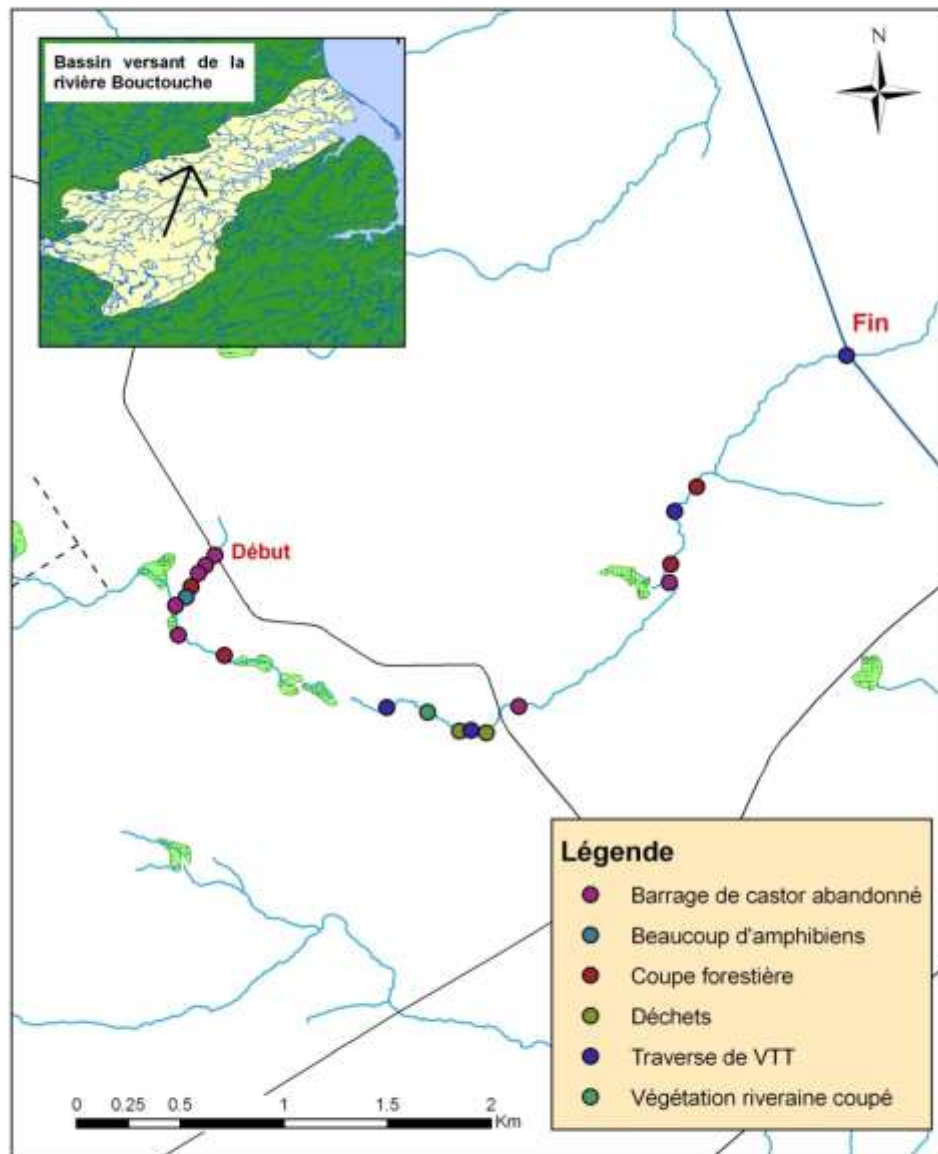 Bassin versant de la
rivière Bouctouche
N
Fin
Début
Légende
Barrage de castor abandonné
Beaucoup d'amphibiens
Coupe forestière
Déchets
Traverse de VTT
Végétation riveraine coupé
0 0.25 0.5 1 1.5 2
Km